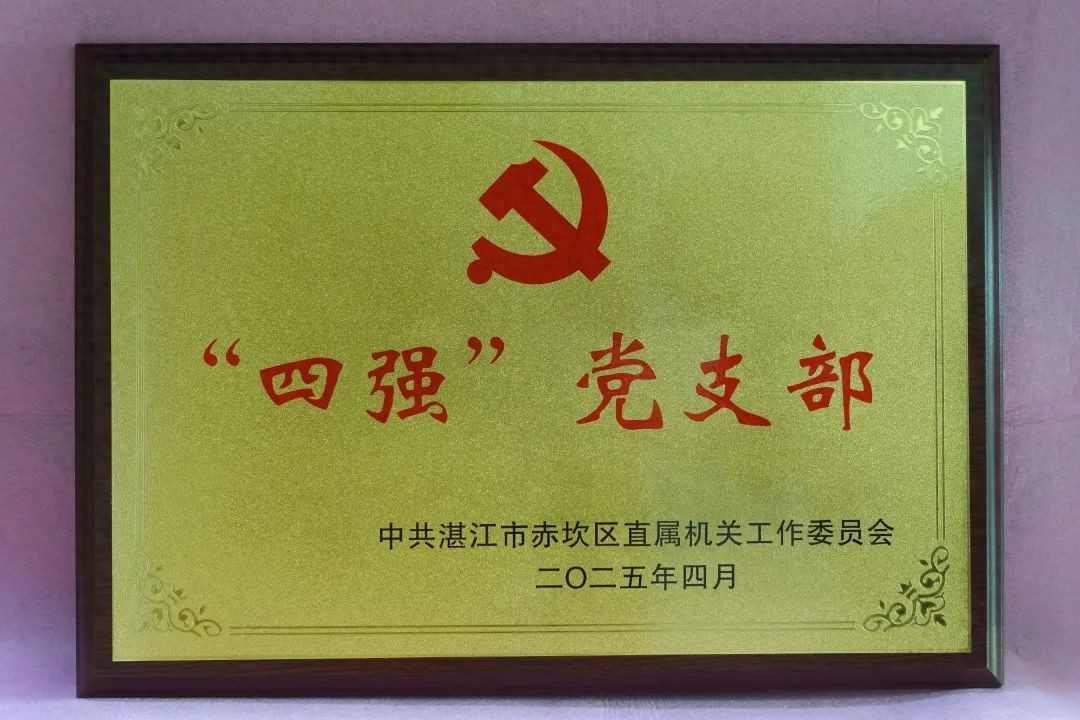 “四强”党支部
中共湛江市赤坎区直属机关工作委员会
二〇二五年四月